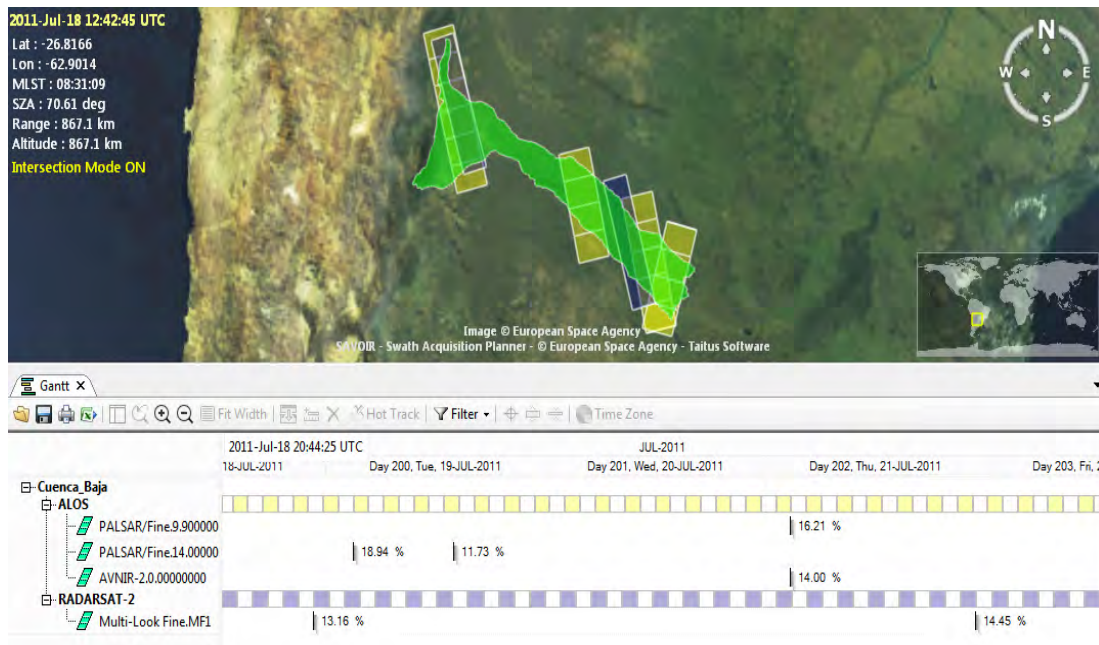 2011-Jul-18 12:42:45 UTC
Lat : -26.8166
Lon : -62.9014
MLST : 08:31:09
SZA : 70.61 deg
Range : 867.1 km
Altitude : 867.1 km
Intersection Mode ON
N
W E
S
Image © European Space Agency
SAVOIR - Swath Acquisition Planner - © European Space Agency - Taitus Software
Gantt
Fit Width Hot Track Filter Time Zone
2011-Jul-18 20:44:25 UTC JUL-2011
18-JUL-2011 Day 200, Tue, 19-JUL-2011 Day 201, Wed, 20-JUL-2011 Day 202, Thu, 21-JUL-2011 Day 203, Fri,
Cuenca_Baja
ALOS
PALSAR/Fine.9.900000 16.21 %
PALSAR/Fine.14.00000 18.94 % 11.73 %
AVNIR-2.0.00000000 14.00 %
RADARSAT-2
Multi-Look Fine.MF1 13.16 % 14.45 %